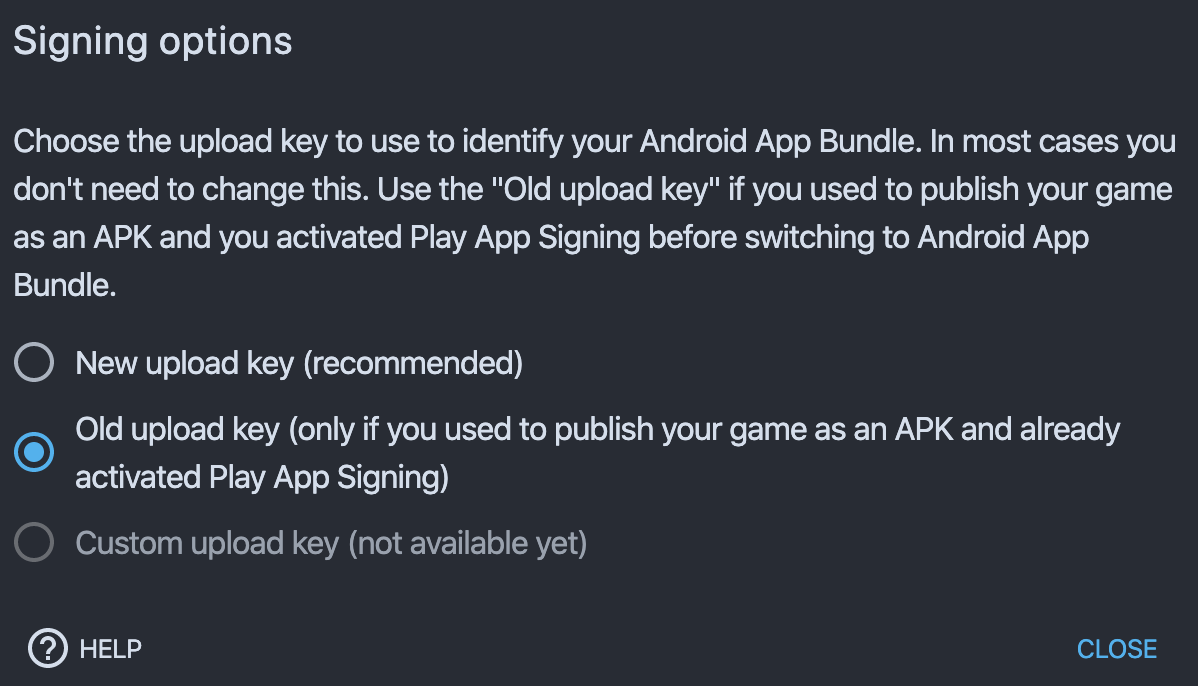 Signing options
Choose the upload key to use to identify your Android App Bundle. In most cases you
don't need to change this. Use the "Old upload key" if you used to publish your game
as an APK and you activated Play App Signing before switching to Android App
Bundle.
New upload key (recommended)
Old upload key (only if you used to publish your game as an APK and already
activated Play App Signing)
Custom upload key (not available yet)
? HELP
CLOSE